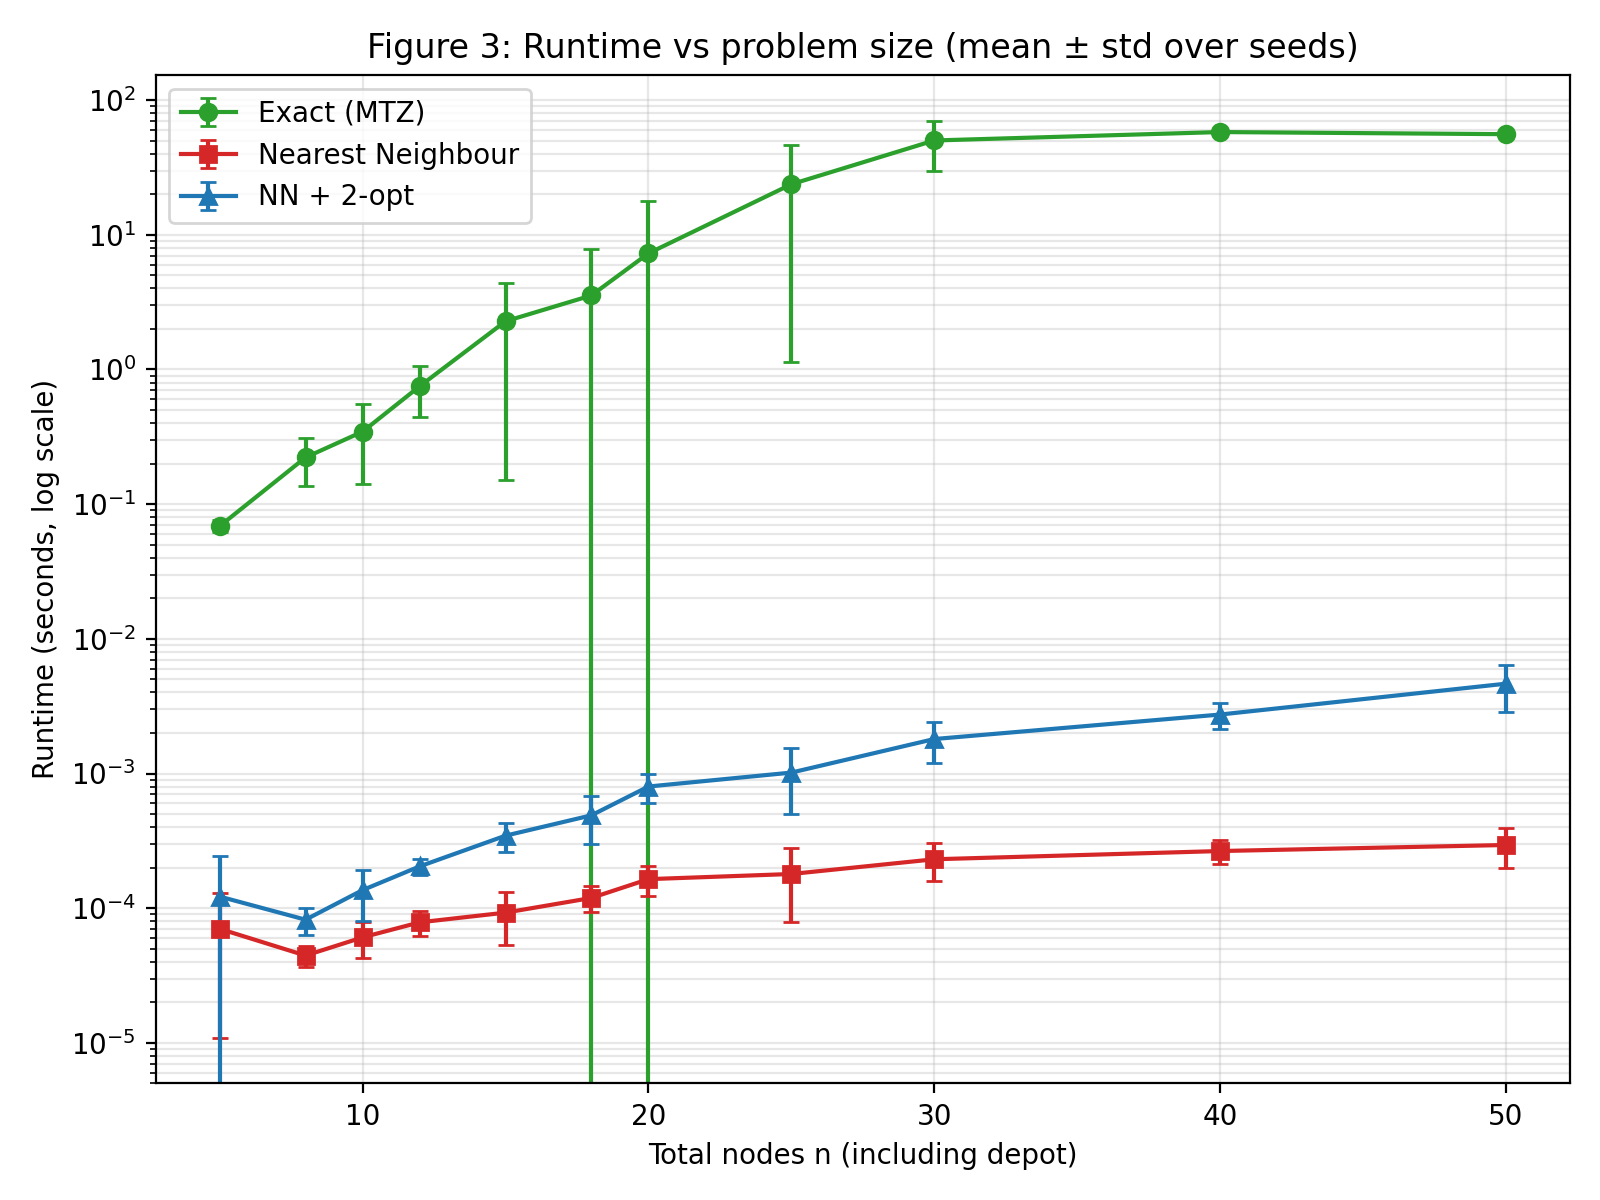 Figure 3: Runtime vs problem size (mean ± std over seeds)
Exact (MTZ)
Nearest Neighbour
NN + 2-opt
Runtime (seconds, log scale)
10²
10¹
10⁰
10⁻¹
10⁻²
10⁻³
10⁻⁴
10⁻⁵
10 20 30 40 50
Total nodes n (including depot)